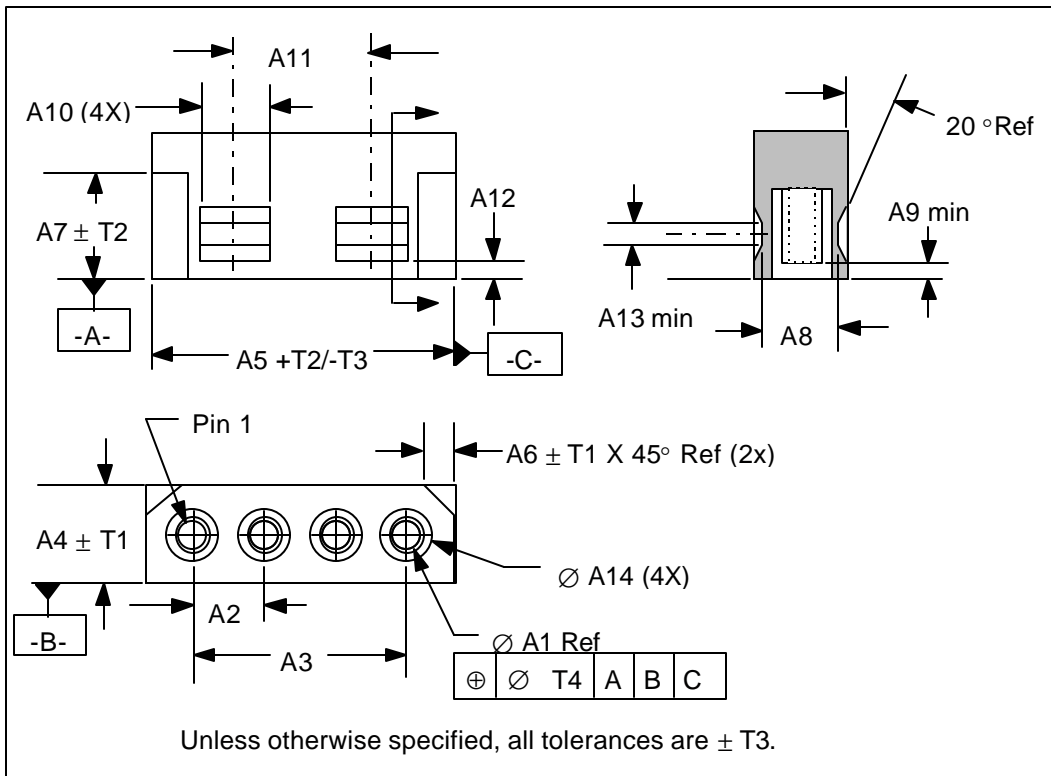 A11
A10 (4X)
20 °Ref
A12
A7 ± T2
A9 min
A13 min
A8
-A-
A5 +T2/-T3
-C-
Pin 1
A6 ± T1 X 45° Ref (2x)
A4 ± T1
∅ A14 (4X)
A2
-B-
∅ A1 Ref
A3
⊕ ∅ T4 A B C
Unless otherwise specified, all tolerances are ± T3.